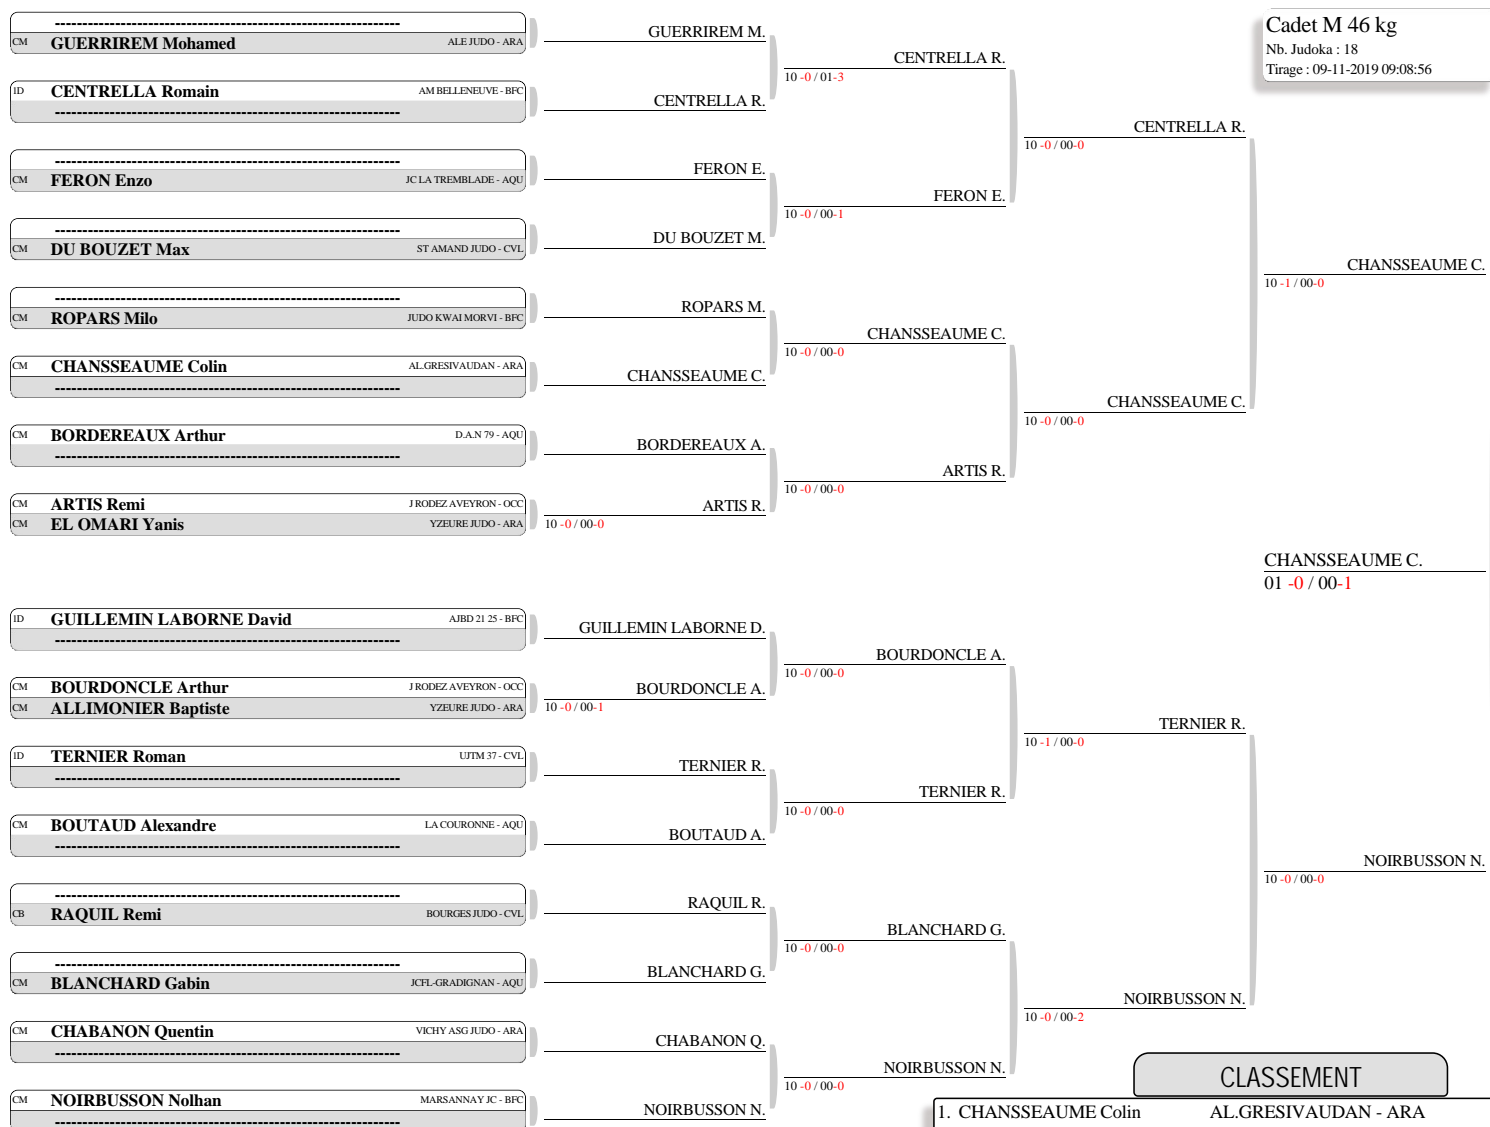 Cadet M 46 kg
Nb. Judoka : 18
Tirage : 09-11-2019 09:08:56
----------------------------------------------------------------
CM GUERRIREM Mohamed ALE JUDO - ARA
1D CENTRELLA Romain AM BELLENEUVE - BFC
----------------------------------------------------------------
----------------------------------------------------------------
CM FERON Enzo JC LA TREMBLADE - AQU
----------------------------------------------------------------
CM DU BOUZET Max ST AMAND JUDO - CVL
----------------------------------------------------------------
CM ROPARS Milo JUDO KWAI MORVI - BFC
CM CHANSSEAUME Colin AL.GRESIVAUDAN - ARA
----------------------------------------------------------------
CM BORDEREAUX Arthur D.A.N 79 - AQU
----------------------------------------------------------------
CM ARTIS Remi J RODEZ AVEYRON - OCC
CM EL OMARI Yanis YZEURE JUDO - ARA
1D GUILLEMIN LABORNE David AJBD 21 25 - BFC
----------------------------------------------------------------
CM BOURDONCLE Arthur J RODEZ AVEYRON - OCC
CM ALLIMONIER Baptiste YZEURE JUDO - ARA
1D TERNIER Roman UJTM 37 - CVL
----------------------------------------------------------------
CM BOUTAUD Alexandre LA COURONNE - AQU
----------------------------------------------------------------
----------------------------------------------------------------
CB RAQUIL Remi BOURGES JUDO - CVL
----------------------------------------------------------------
CM BLANCHARD Gabin JCFL-GRADIGNAN - AQU
CM CHABANON Quentin VICHY ASG JUDO - ARA
----------------------------------------------------------------
CM NOIRBUSSON Nolhan MARSANNAY JC - BFC
----------------------------------------------------------------
GUERRIREM M.
CENTRELLA R.
FERON E.
DU BOUZET M.
ROPARS M.
CHANSSEAUME C.
BORDEREAUX A.
ARTIS R.
10 -0 / 00-0
GUILLEMIN LABORNE D.
BOURDONCLE A.
10 -0 / 00-1
TERNIER R.
BOUTAUD A.
RAQUIL R.
BLANCHARD G.
CHABANON Q.
NOIRBUSSON N.
CENTRELLA R.
10 -0 / 01-3
FERON E.
10 -0 / 00-1
CHANSSEAUME C.
10 -0 / 00-0
ARTIS R.
10 -0 / 00-0
BOURDONCLE A.
10 -0 / 00-0
TERNIER R.
10 -0 / 00-0
BLANCHARD G.
10 -0 / 00-0
NOIRBUSSON N.
10 -0 / 00-0
CENTRELLA R.
10 -0 / 00-0
CHANSSEAUME C.
10 -0 / 00-0
TERNIER R.
10 -1 / 00-0
NOIRBUSSON N.
10 -0 / 00-2
CHANSSEAUME C.
10 -1 / 00-0
CHANSSEAUME C.
01 -0 / 00-1
NOIRBUSSON N.
10 -0 / 00-0
CLASSEMENT
1. CHANSSEAUME Colin AL.GRESIVAUDAN - ARA